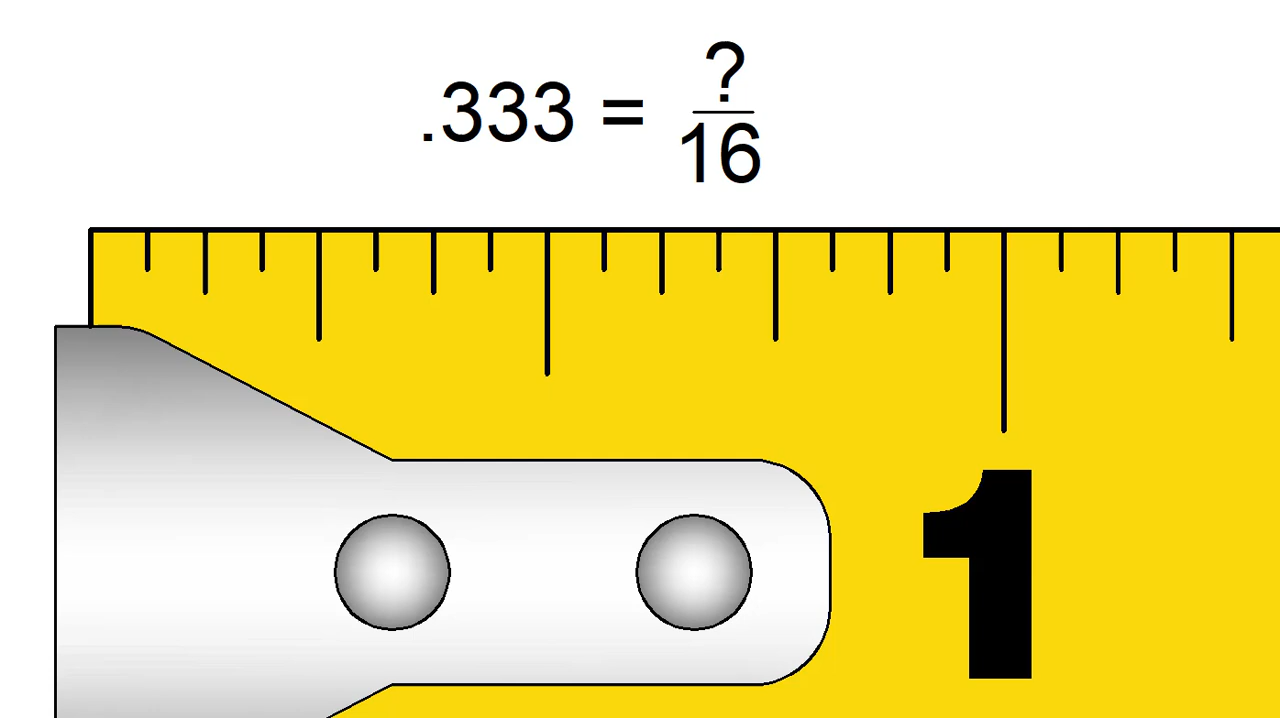 .333 = ?/16
1